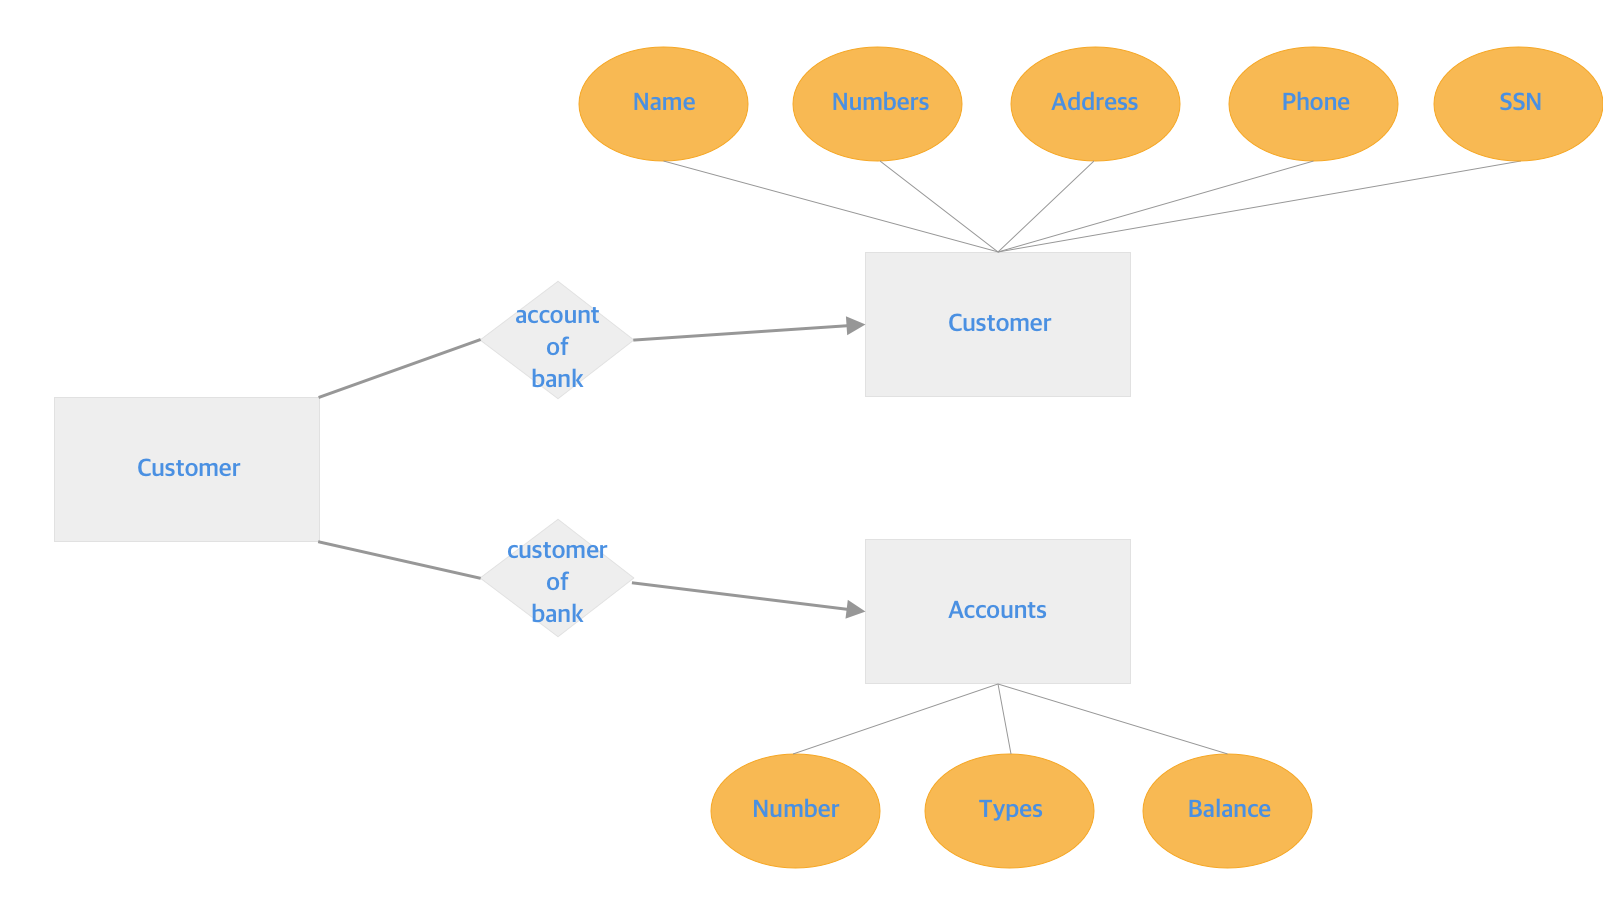 Name
Numbers
Address
Phone
SSN
account
of
bank
Customer
Customer
customer
of
bank
Accounts
Number
Types
Balance